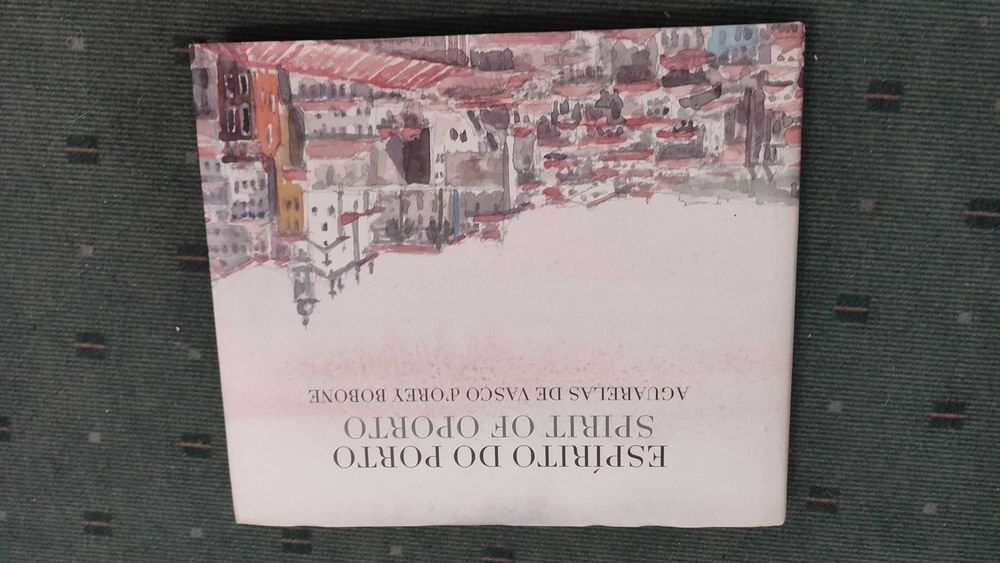 ESPÍRITO DO PORTO
SPIRIT OF OPORTO
AGUARELAS DE VASCO d'OREY BOBONE